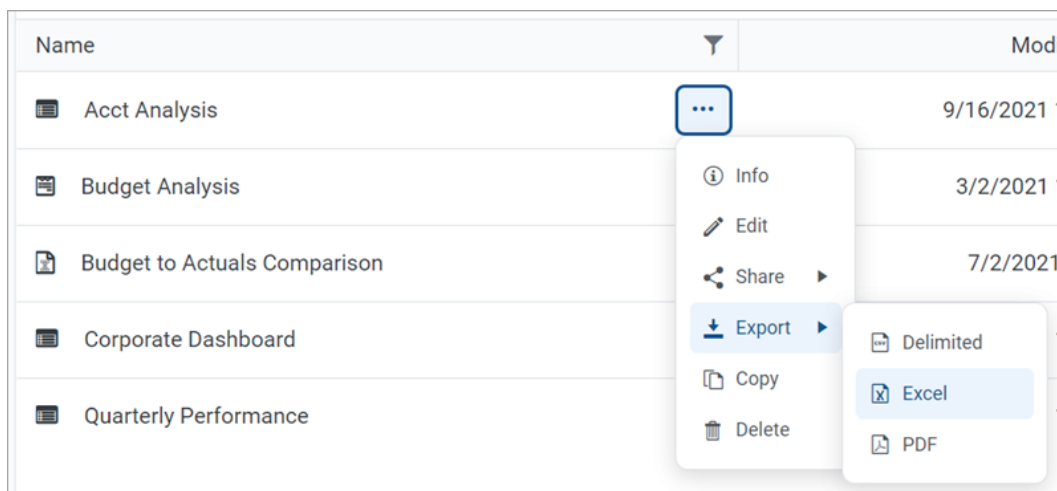 Name Mod
Acct Analysis ... 9/16/2021
Info
Budget Analysis 3/2/2021
Edit
Budget to Actuals Comparison 7/2/2021
Share
Export
Corporate Dashboard Delimited
Copy
Excel
Quarterly Performance
Delete
PDF